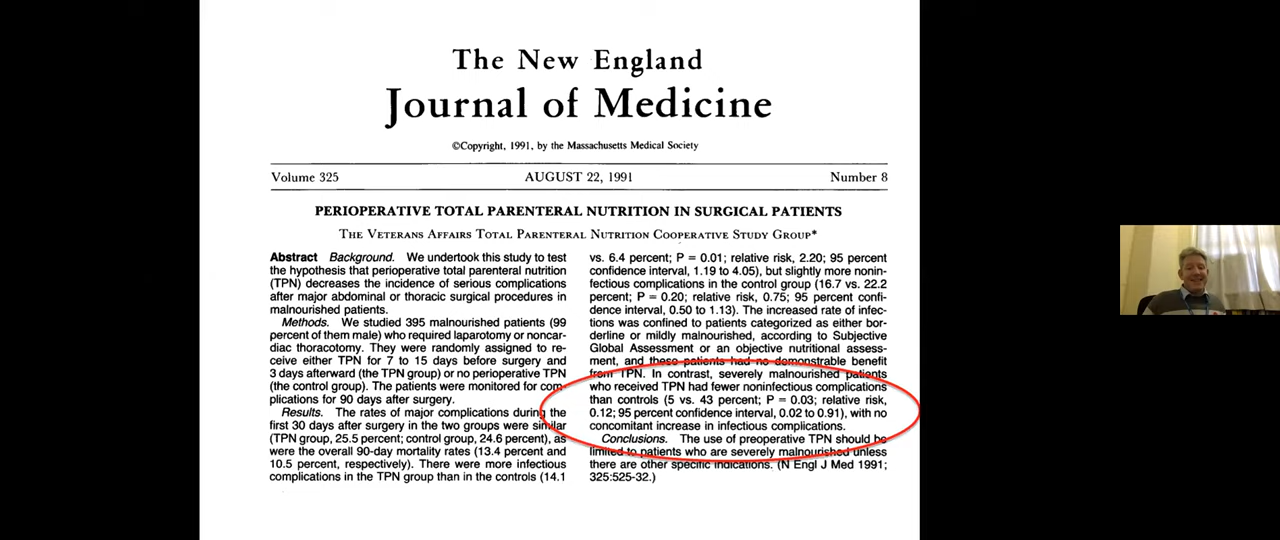 The New England
Journal of Medicine
©Copyright, 1991, by the Massachusetts Medical Society
Volume 325 AUGUST 22, 1991 Number 8
PERIOPERATIVE TOTAL PARENTERAL NUTRITION IN SURGICAL PATIENTS
THE VETERANS AFFAIRS TOTAL PARENTERAL NUTRITION COOPERATIVE STUDY GROUP*
Abstract Background. We undertook this study to test
the hypothesis that perioperative total parenteral nutrition
(TPN) decreases the incidence of serious complications
after major abdominal or thoracic surgical procedures in
malnourished patients.
Methods. We studied 395 malnourished patients (99
percent of them male) who required laparotomy or noncar-
diac thoracotomy. They were randomly assigned to re-
ceive either TPN for 7 to 15 days before surgery and
3 days afterward (the TPN group) or no perioperative TPN
(the control group). The patients were monitored for com-
plications for 90 days after surgery.
Results. The rates of major complications during the
first 30 days after surgery in the two groups were similar
(TPN group, 25.5 percent; control group, 24.6 percent), as
were the overall 90-day mortality rates (13.4 percent and
10.5 percent, respectively). There were more infectious
complications in the TPN group than in the controls (14.1
vs. 6.4 percent; P = 0.01; relative risk, 2.20; 95 percent
confidence interval, 1.19 to 4.05), but slightly more nonin-
fectious complications in the control group (16.7 vs. 22.2
percent; P = 0.20; relative risk, 0.75; 95 percent confi-
dence interval, 0.50 to 1.13). The increased rate of infec-
tions was confined to patients categorized as either bor-
derline or mildly malnourished, according to Subjective
Global Assessment or an objective nutritional assess-
ment, and these patients had no demonstrable benefit
from TPN. In contrast, severely malnourished patients
who received TPN had fewer noninfectious complications
than controls (5 vs. 43 percent; P = 0.03; relative risk,
0.12; 95 percent confidence interval, 0.02 to 0.91), with no
concomitant increase in infectious complications.
Conclusions. The use of preoperative TPN should be
limited to patients who are severely malnourished unless
there are other specific indications. (N Engl J Med 1991;
325:525-32.)